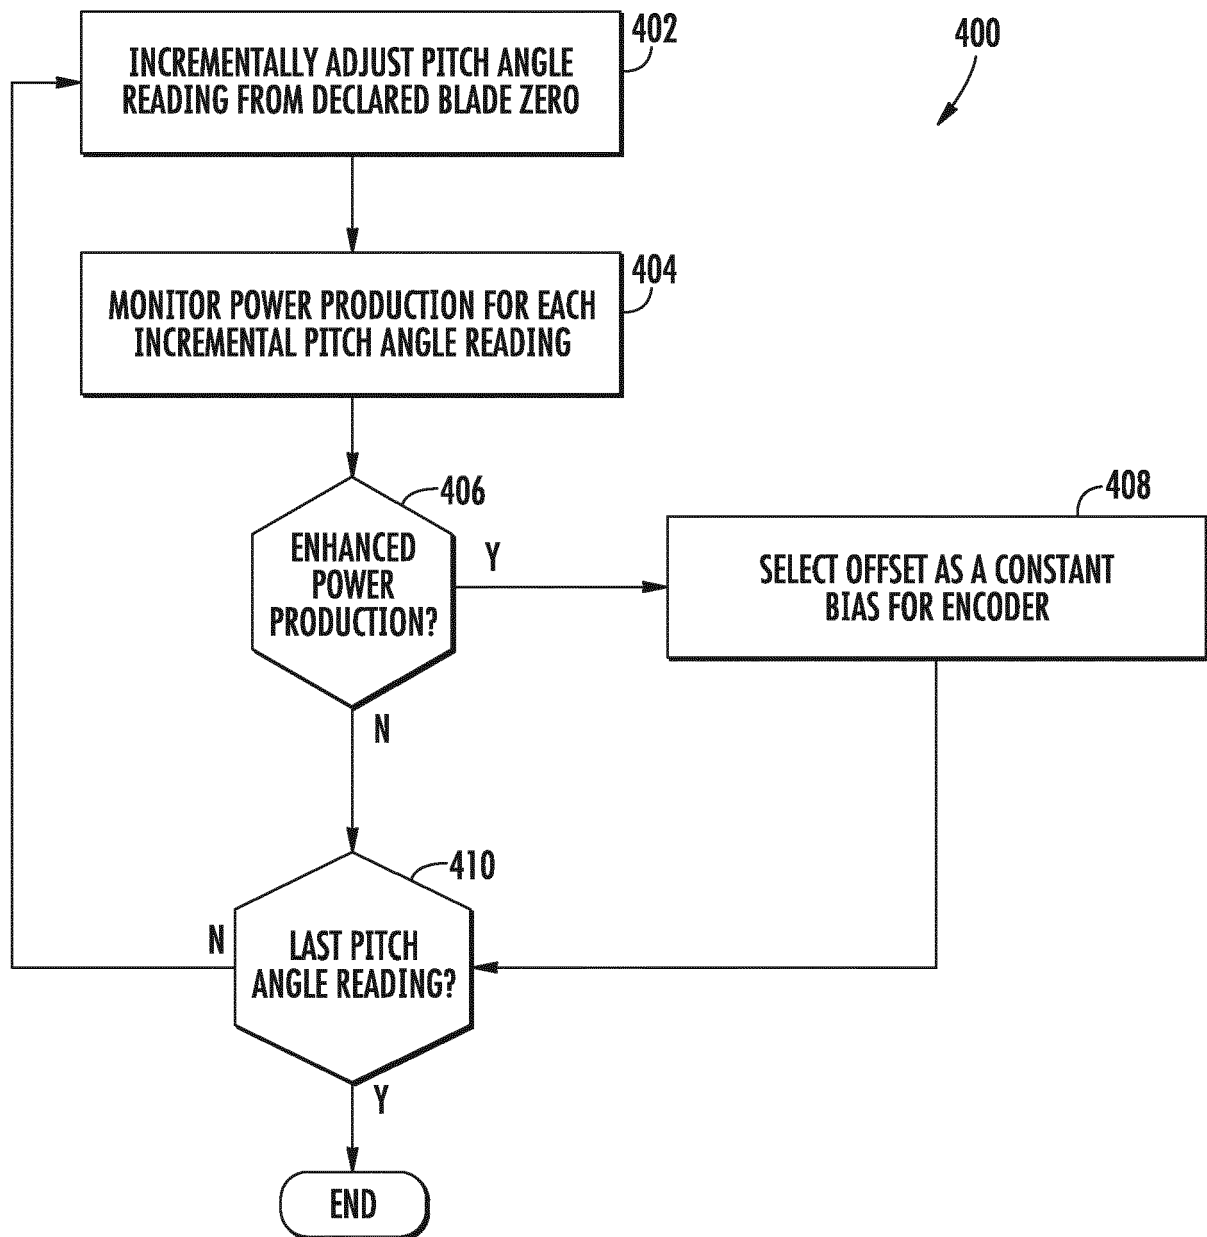 402
400
INCREMENTALLY ADJUST PITCH ANGLE
READING FROM DECLARED BLADE ZERO
404
MONITOR POWER PRODUCTION FOR EACH
INCREMENTAL PITCH ANGLE READING
406
408
ENHANCED
POWER
PRODUCTION?
Y
SELECT OFFSET AS A CONSTANT
BIAS FOR ENCODER
N
410
N
LAST PITCH
ANGLE READING?
Y
END